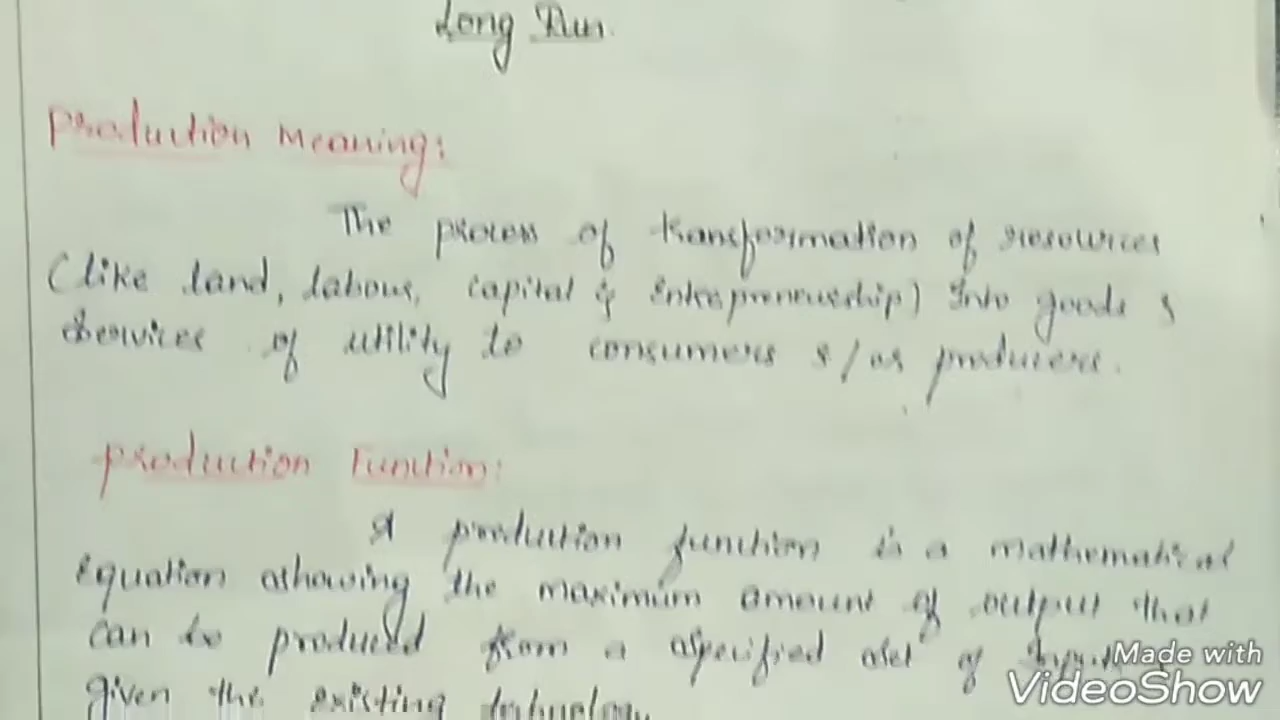 Long Run
Production Meaning:
The process of transformation of resources
(like land, labour, capital & entrepreneurship) into goods &
services of utility to consumers &/or producers.
Production Function:
A production function is a mathematical
equation showing the maximum amount of output that
can be produced from a specified set of inputs
given the existing technology
Made with
VideoShow